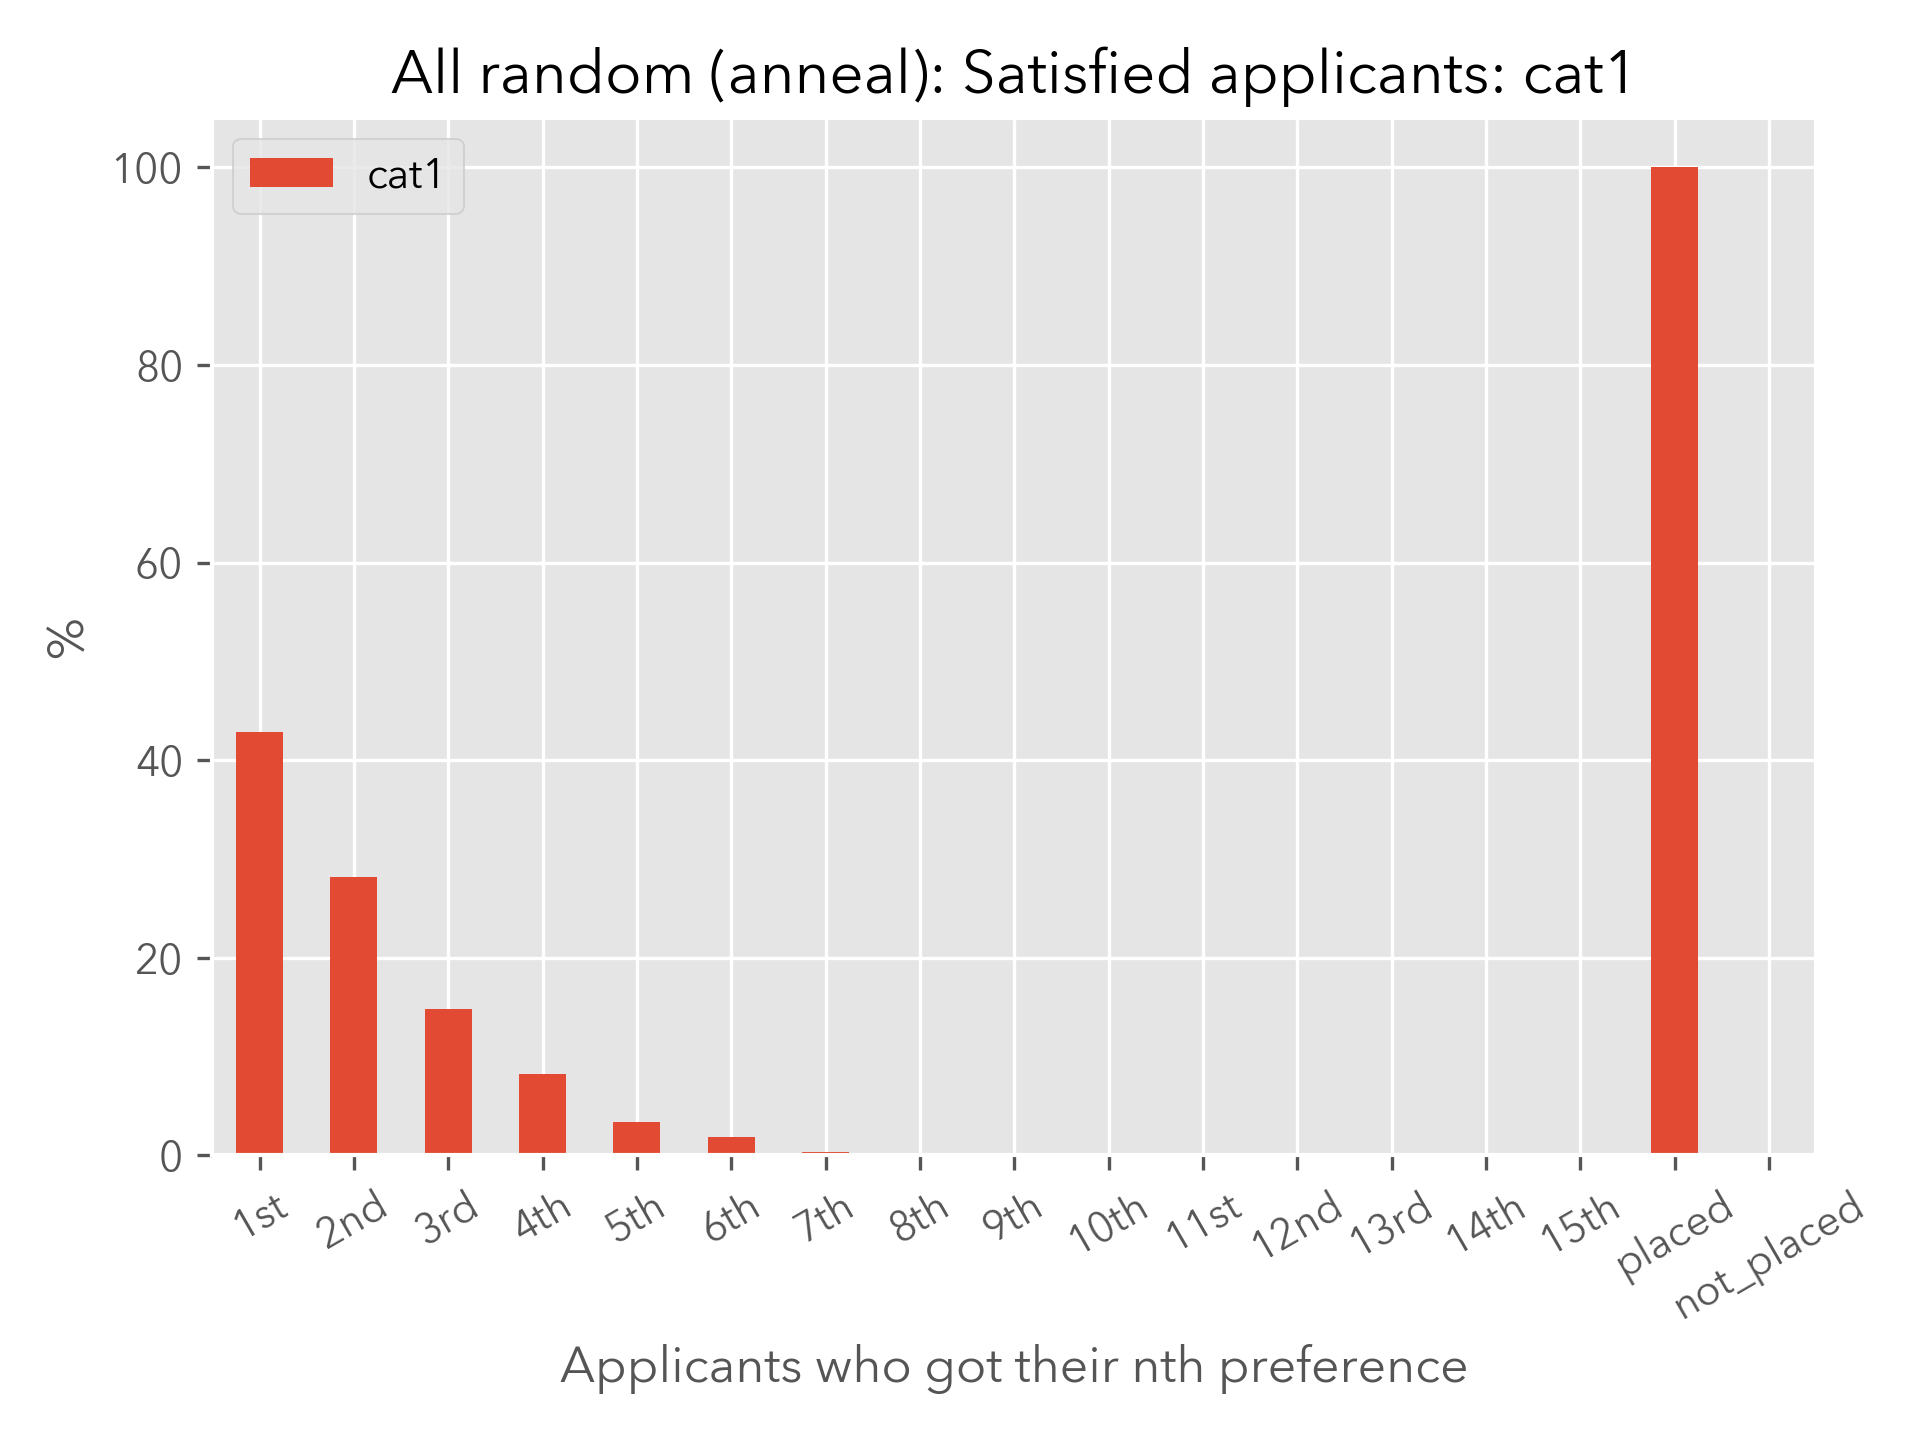 All random (anneal): Satisfied applicants: cat1
cat1
100
80
60
40
20
0
%
1st 2nd 3rd 4th 5th 6th 7th 8th 9th 10th 11st 12nd 13rd 14th 15th placed not_placed
Applicants who got their nth preference